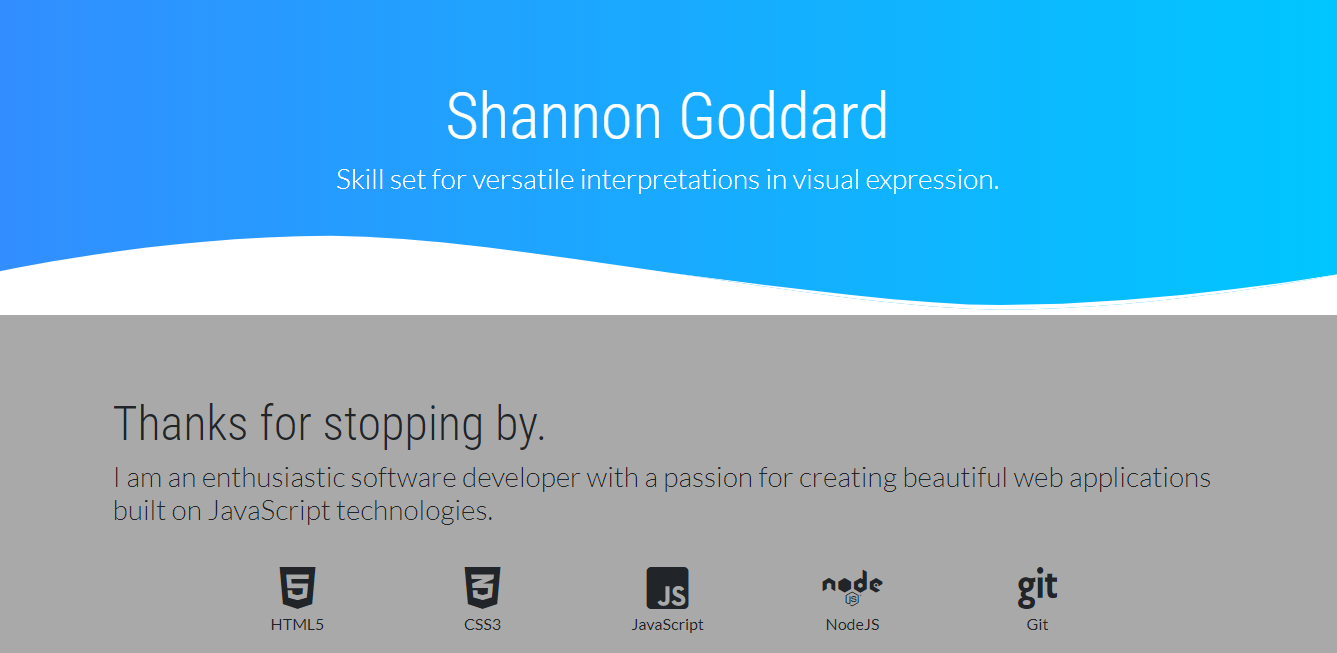 Shannon Goddard
Skill set for versatile interpretations in visual expression.
Thanks for stopping by.
I am an enthusiastic software developer with a passion for creating beautiful web applications
built on JavaScript technologies.
5 3 JS node JS git
HTML5 CSS3 JavaScript NodeJS Git